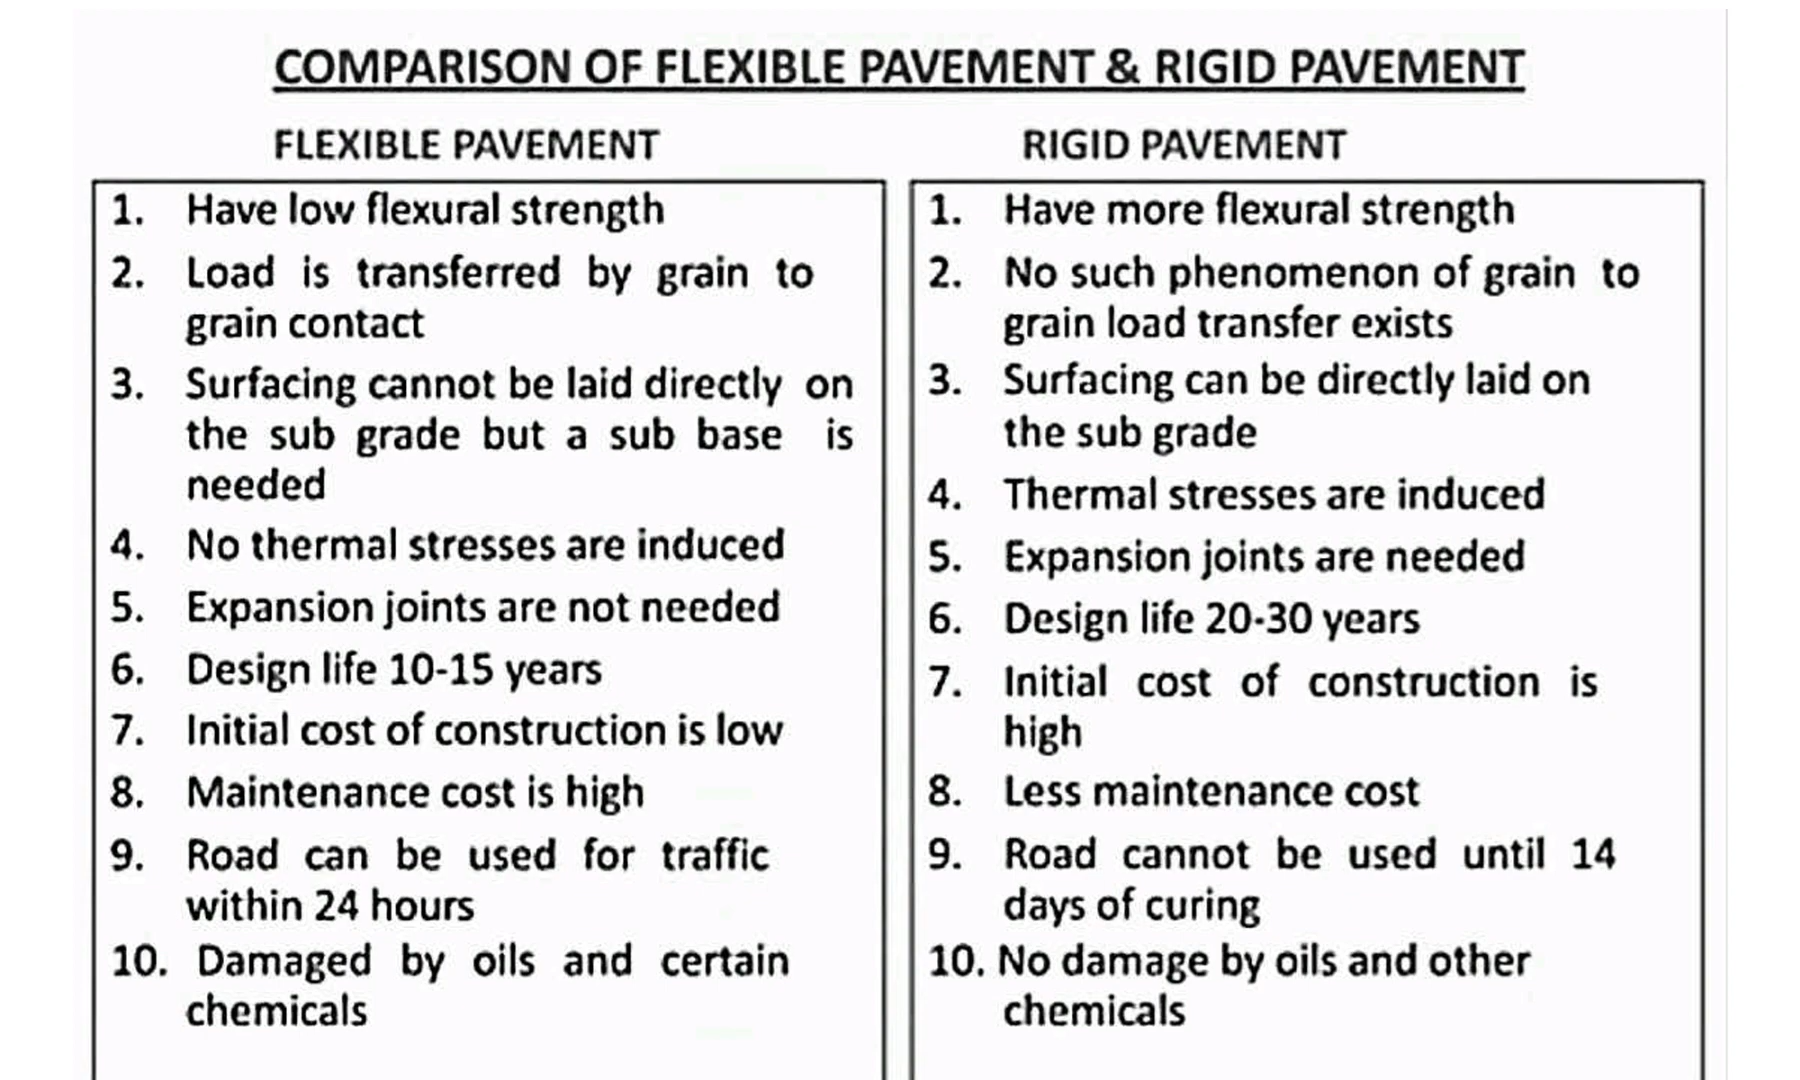 COMPARISON OF FLEXIBLE PAVEMENT & RIGID PAVEMENT
FLEXIBLE PAVEMENT
1. Have low flexural strength
2. Load is transferred by grain to
grain contact
3. Surfacing cannot be laid directly on
the sub grade but a sub base is
needed
4. No thermal stresses are induced
5. Expansion joints are not needed
6. Design life 10-15 years
7. Initial cost of construction is low
8. Maintenance cost is high
9. Road can be used for traffic
within 24 hours
10. Damaged by oils and certain
chemicals
RIGID PAVEMENT
1. Have more flexural strength
2. No such phenomenon of grain to
grain load transfer exists
3. Surfacing can be directly laid on
the sub grade
4. Thermal stresses are induced
5. Expansion joints are needed
6. Design life 20-30 years
7. Initial cost of construction is
high
8. Less maintenance cost
9. Road cannot be used until 14
days of curing
10. No damage by oils and other
chemicals